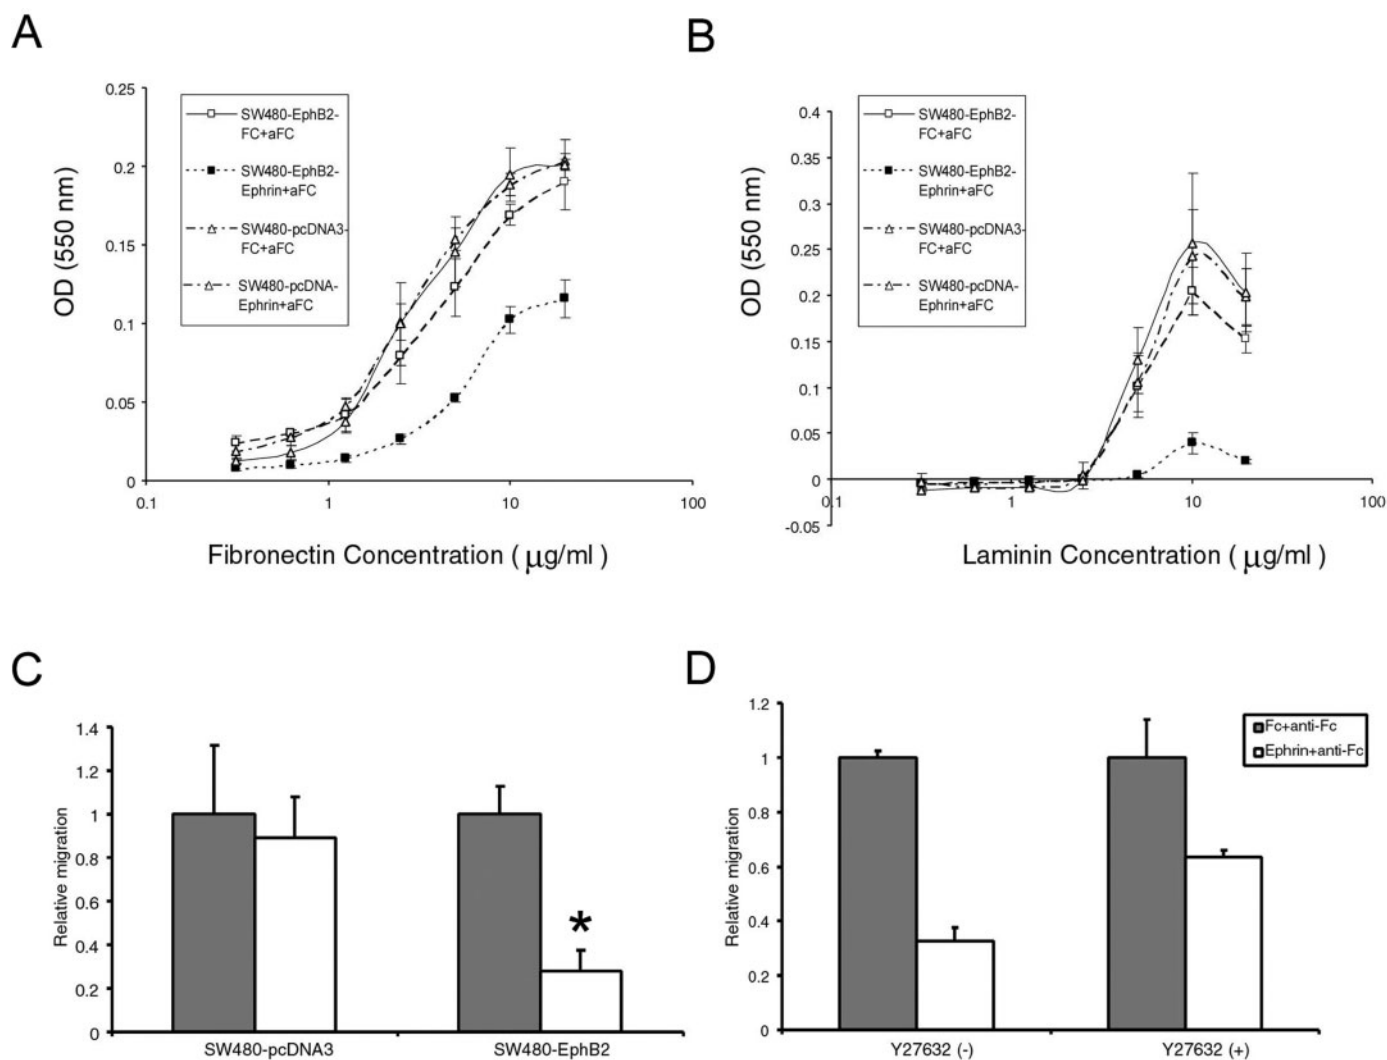 A
B
0.25
0.2
0.15
0.1
0.05
0
OD (550 nm)
SW480-EphB2-
FC+aFC
SW480-EphB2-
Ephrin+aFC
SW480-pcDNA3-
FC+aFC
SW480-pcDNA-
Ephrin+aFC
0.1
1
10
100
Fibronectin Concentration ( μg/ml )
0.4
0.35
0.3
0.25
0.2
0.15
0.1
0.05
0
-0.05
OD (550 nm)
SW480-EphB2-
FC+aFC
SW480-EphB2-
Ephrin+aFC
SW480-pcDNA3-
FC+aFC
SW480-pcDNA-
Ephrin+aFC
0.1
1
10
100
Laminin Concentration ( μg/ml )
C
D
1.4
1.2
1
0.8
0.6
0.4
0.2
0
Relative migration
*
SW480-pcDNA3
SW480-EphB2
1.2
1
0.8
0.6
0.4
0.2
0
Relative migration
Fc+anti-Fc
Ephrin+anti-Fc
Y27632 (-)
Y27632 (+)